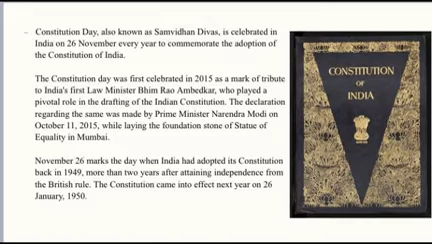 – Constitution Day, also known as Samvidhan Divas, is celebrated in
India on 26 November every year to commemorate the adoption of
the Constitution of India.
The Constitution day was first celebrated in 2015 as a mark of tribute
to India's first Law Minister Bhim Rao Ambedkar, who played a
pivotal role in the drafting of the Indian Constitution. The declaration
regarding the same was made by Prime Minister Narendra Modi on
October 11, 2015, while laying the foundation stone of Statue of
Equality in Mumbai.
November 26 marks the day when India had adopted its Constitution
back in 1949, more than two years after attaining independence from
the British rule. The Constitution came into effect next year on 26
January, 1950.
CONSTITUTION
OF
INDIA